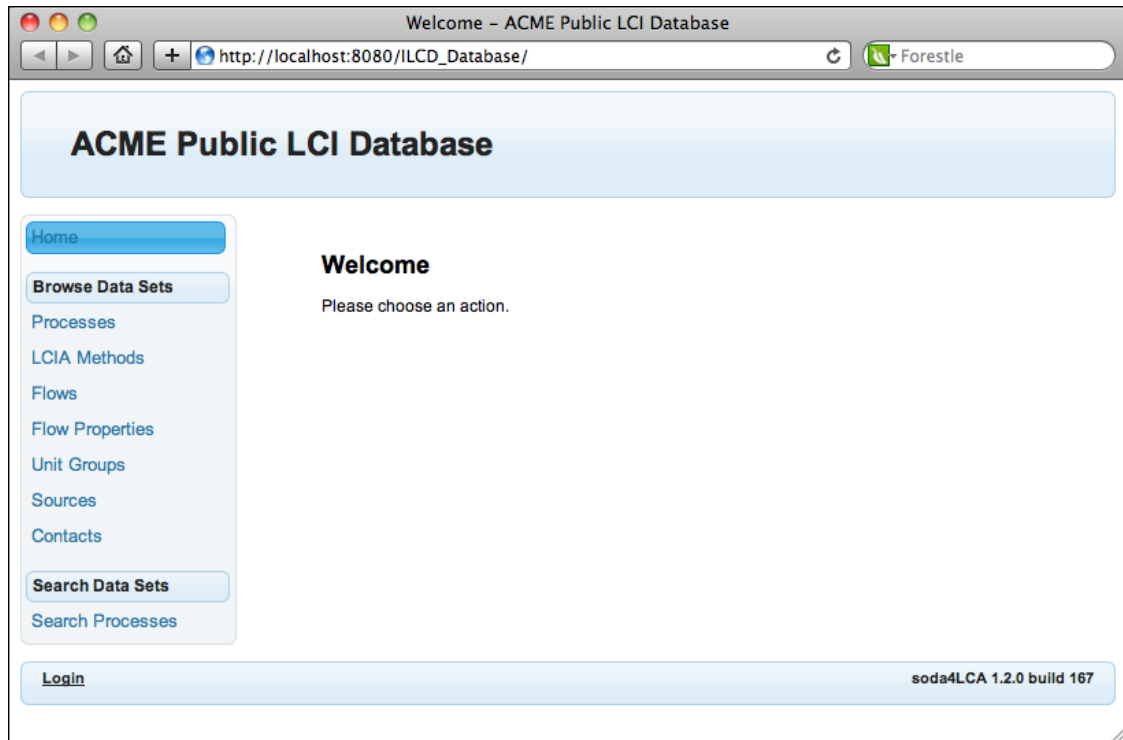 Welcome – ACME Public LCI Database
http://localhost:8080/ILCD_Database/
Forestle
ACME Public LCI Database
Home
Browse Data Sets
Processes
LCIA Methods
Flows
Flow Properties
Unit Groups
Sources
Contacts
Search Data Sets
Search Processes
Welcome
Please choose an action.
Login
soda4LCA 1.2.0 build 167